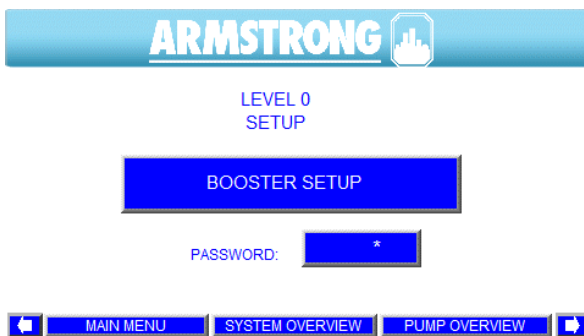 ARMSTRONG
LEVEL 0
SETUP
BOOSTER SETUP
PASSWORD: *
MAIN MENU SYSTEM OVERVIEW PUMP OVERVIEW